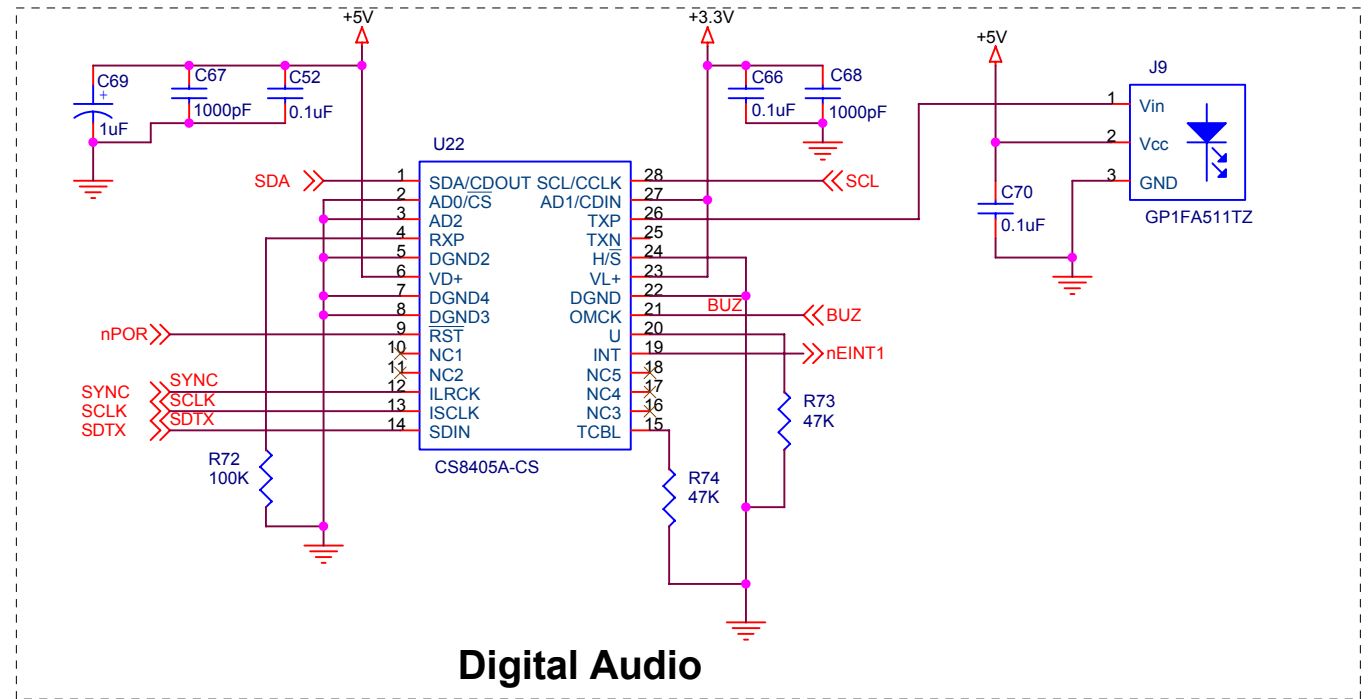 +5V
+3.3V
+5V
C69
+
1uF
C67
1000pF
C52
0.1uF
C66
0.1uF
C68
1000pF
J9
1 Vin
2 Vcc
3 GND
GP1FA511TZ
C70
0.1uF
U22
SDA 1 SDA/CDOUT SCL/CCLK 28 SCL
2 AD0/CS AD1/CDIN 27
3 AD2 TXP 26
4 RXP TXN 25
5 DGND2 H/S 24
6 VD+ VL+ 23
7 DGND4 DGND 22
8 DGND3 OMCK 21 BUZ BUZ
nPOR 9 RST U 20
10 NC1 INT 19 nEINT1
11 NC2 NC5 18
SYNC SYNC 12 ILRCK NC4 17
SCLK SCLK 13 ISCLK NC3 16
SDTX SDTX 14 SDIN TCBL 15
CS8405A-CS
R72
100K
R73
47K
R74
47K
Digital Audio